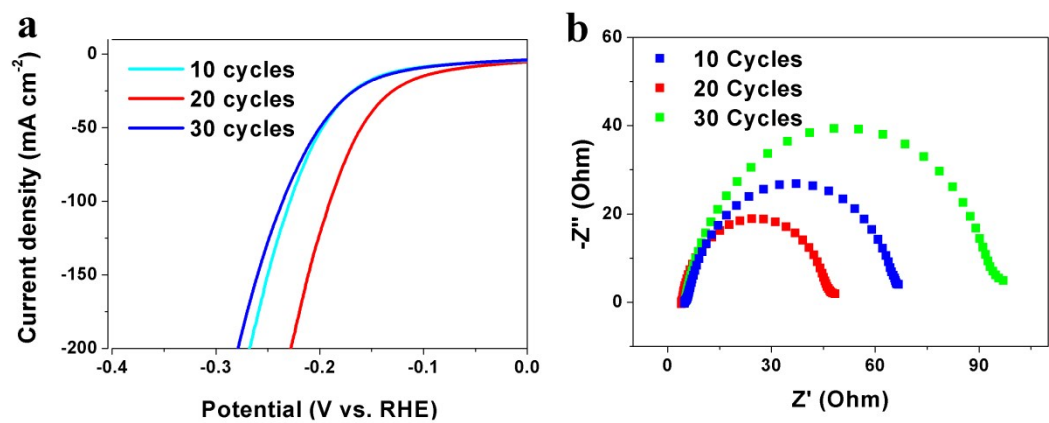 a
Current density (mA cm⁻²)
0
-50
-100
-150
-200
10 cycles
20 cycles
30 cycles
-0.4
-0.3
-0.2
-0.1
0.0
Potential (V vs. RHE)
b
-Z" (Ohm)
60
40
20
0
10 Cycles
20 Cycles
30 Cycles
0
30
60
90
Z' (Ohm)